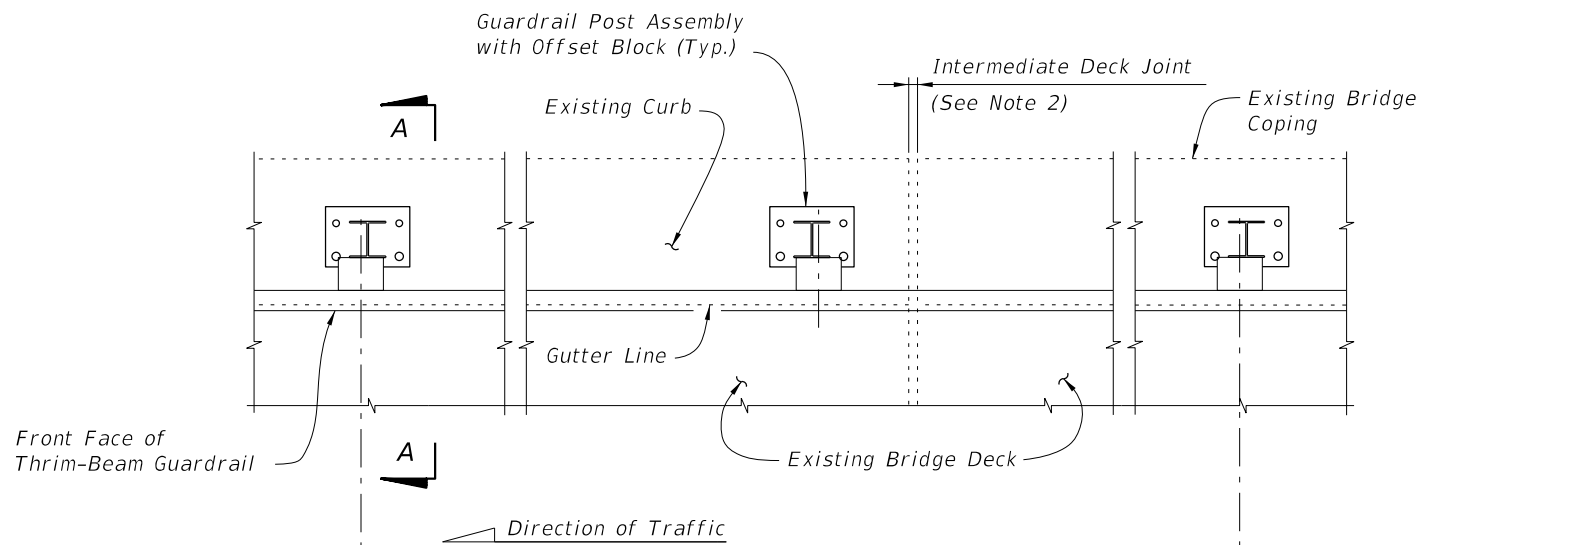 Guardrail Post Assembly
with Offset Block (Typ.)
Intermediate Deck Joint
(See Note 2)
Existing Curb
Existing Bridge
Coping
A
Gutter Line
Front Face of
Thrim-Beam Guardrail
A
Existing Bridge Deck
Direction of Traffic